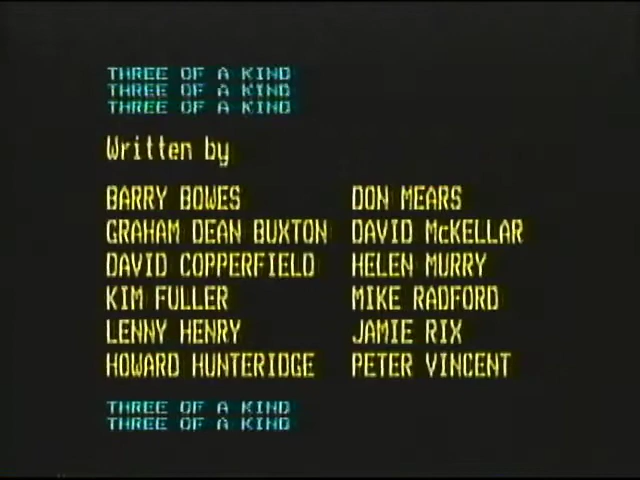 THREE OF A KIND
THREE OF A KIND
THREE OF A KIND
Written by
BARRY BOWES DON MEARS
GRAHAM DEAN BUXTON DAVID McKELLAR
DAVID COPPERFIELD HELEN MURRY
KIM FULLER MIKE RADFORD
LENNY HENRY JAMIE RIX
HOWARD HUNTERIDGE PETER VINCENT
THREE OF A KIND
THREE OF A KIND